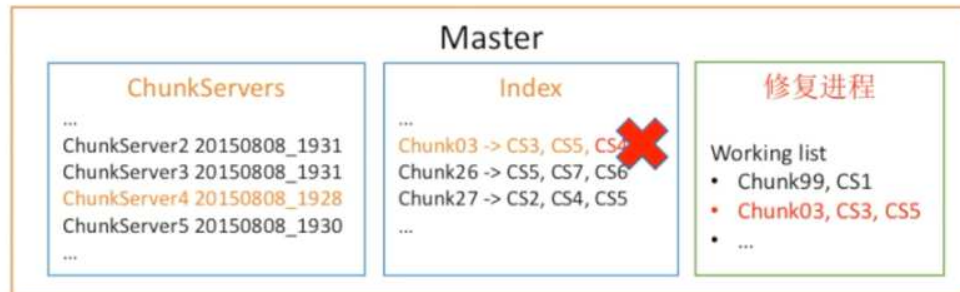 Master
ChunkServers
...
ChunkServer2 20150808_1931
ChunkServer3 20150808_1931
ChunkServer4 20150808_1928
ChunkServer5 20150808_1930
...
Index
...
Chunk03 -> CS3, CS5, CS4
Chunk26 -> CS5, CS7, CS6
Chunk27 -> CS2, CS4, CS5
...
修复进程
Working list
• Chunk99, CS1
• Chunk03, CS3, CS5
• ...